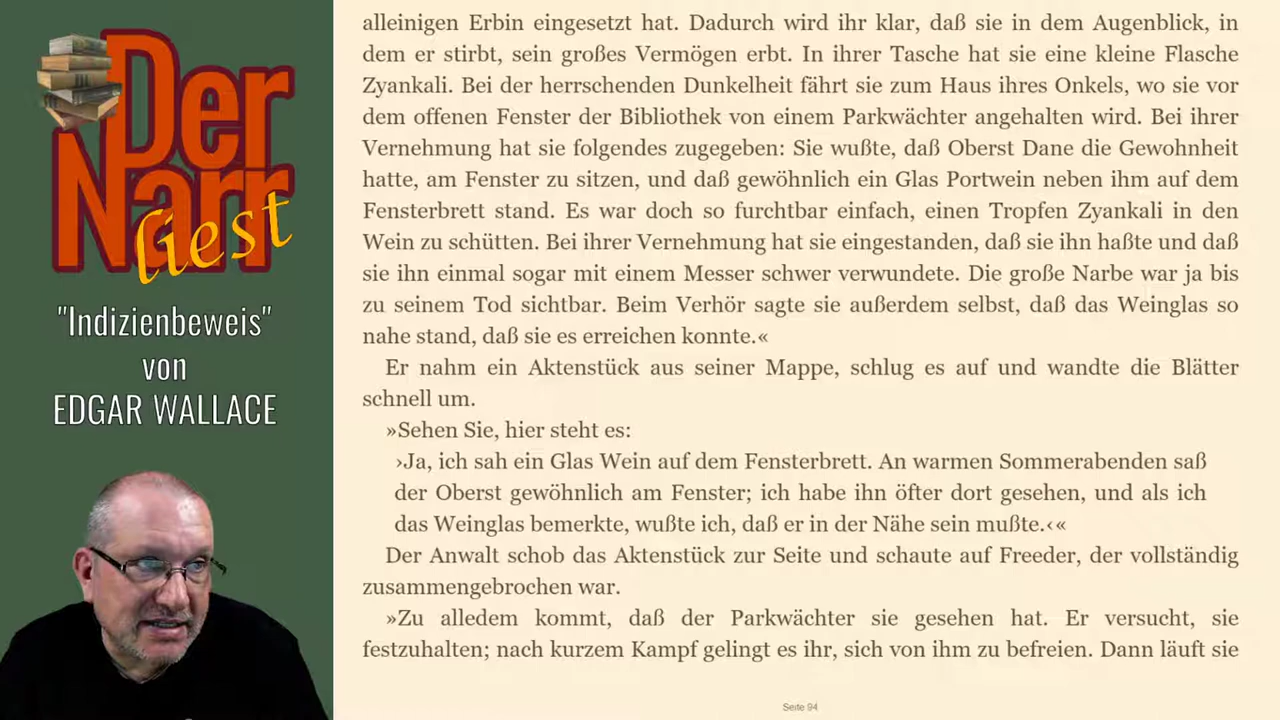 Der
Narr
liest
"Indizienbeweis"
von
EDGAR WALLACE
alleinigen Erbin eingesetzt hat. Dadurch wird ihr klar, daß sie in dem Augenblick, in
dem er stirbt, sein großes Vermögen erbt. In ihrer Tasche hat sie eine kleine Flasche
Zyankali. Bei der herrschenden Dunkelheit fährt sie zum Haus ihres Onkels, wo sie vor
dem offenen Fenster der Bibliothek von einem Parkwächter angehalten wird. Bei ihrer
Vernehmung hat sie folgendes zugegeben: Sie wußte, daß Oberst Dane die Gewohnheit
hatte, am Fenster zu sitzen, und daß gewöhnlich ein Glas Portwein neben ihm auf dem
Fensterbrett stand. Es war doch so furchtbar einfach, einen Tropfen Zyankali in den
Wein zu schütten. Bei ihrer Vernehmung hat sie eingestanden, daß sie ihn haßte und daß
sie ihn einmal sogar mit einem Messer schwer verwundete. Die große Narbe war ja bis
zu seinem Tod sichtbar. Beim Verhör sagte sie außerdem selbst, daß das Weinglas so
nahe stand, daß sie es erreichen konnte.«
Er nahm ein Aktenstück aus seiner Mappe, schlug es auf und wandte die Blätter
schnell um.
»Sehen Sie, hier steht es:
›Ja, ich sah ein Glas Wein auf dem Fensterbrett. An warmen Sommerabenden saß
der Oberst gewöhnlich am Fenster; ich habe ihn öfter dort gesehen, und als ich
das Weinglas bemerkte, wußte ich, daß er in der Nähe sein mußte.‹«
Der Anwalt schob das Aktenstück zur Seite und schaute auf Freeder, der vollständig
zusammengebrochen war.
»Zu alledem kommt, daß der Parkwächter sie gesehen hat. Er versucht, sie
festzuhalten; nach kurzem Kampf gelingt es ihr, sich von ihm zu befreien. Dann läuft sie
Seite 94